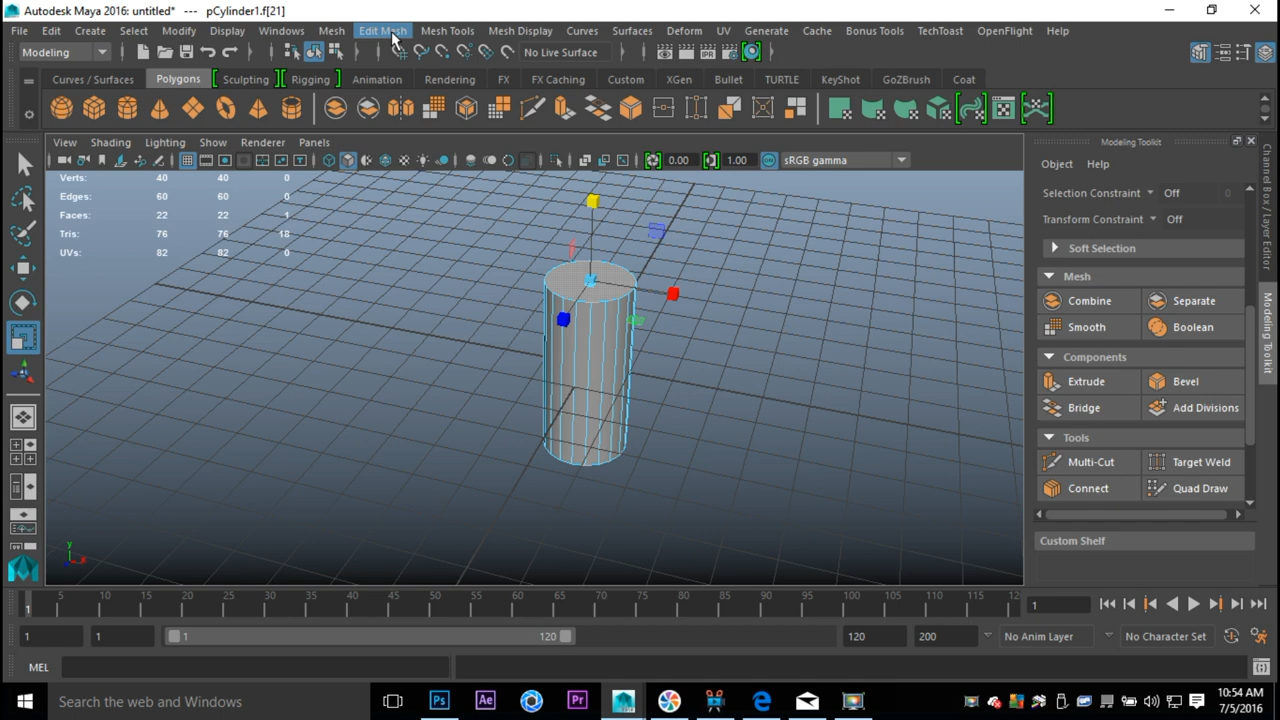 Autodesk Maya 2016: untitled* --- pCylinder1.f[21]
File Edit Create Select Modify Display Windows Mesh Edit Mesh Mesh Tools Mesh Display Curves Surfaces Deform UV Generate Cache Bonus Tools TechToast OpenFlight Help
Modeling No Live Surface
Curves / Surfaces Polygons Sculpting Rigging Animation Rendering FX FX Caching Custom XGen Bullet TURTLE KeyShot GoZBrush Coat
View Shading Lighting Show Renderer Panels
0.00 1.00 sRGB gamma
Verts: 40 40 0
Edges: 60 60 0
Faces: 22 22 1
Tris: 76 76 18
UVs: 82 82 0
y
x
Modeling Toolkit
Object Help
Selection Constraint Off 0
Transform Constraint Off
Soft Selection
Mesh
Combine Separate
Smooth Boolean
Components
Extrude Bevel
Bridge Add Divisions
Tools
Multi-Cut Target Weld
Connect Quad Draw
Custom Shelf
Channel Box / Layer Editor
Modeling Toolkit
1 5 10 15 20 25 30 35 40 45 50 55 60 65 70 75 80 85 90 95 100 105 110 115 12 1
1 1 1 120 120 200 No Anim Layer No Character Set
MEL
Search the web and Windows Ps Ae Pr 10:54 AM
7/5/2016